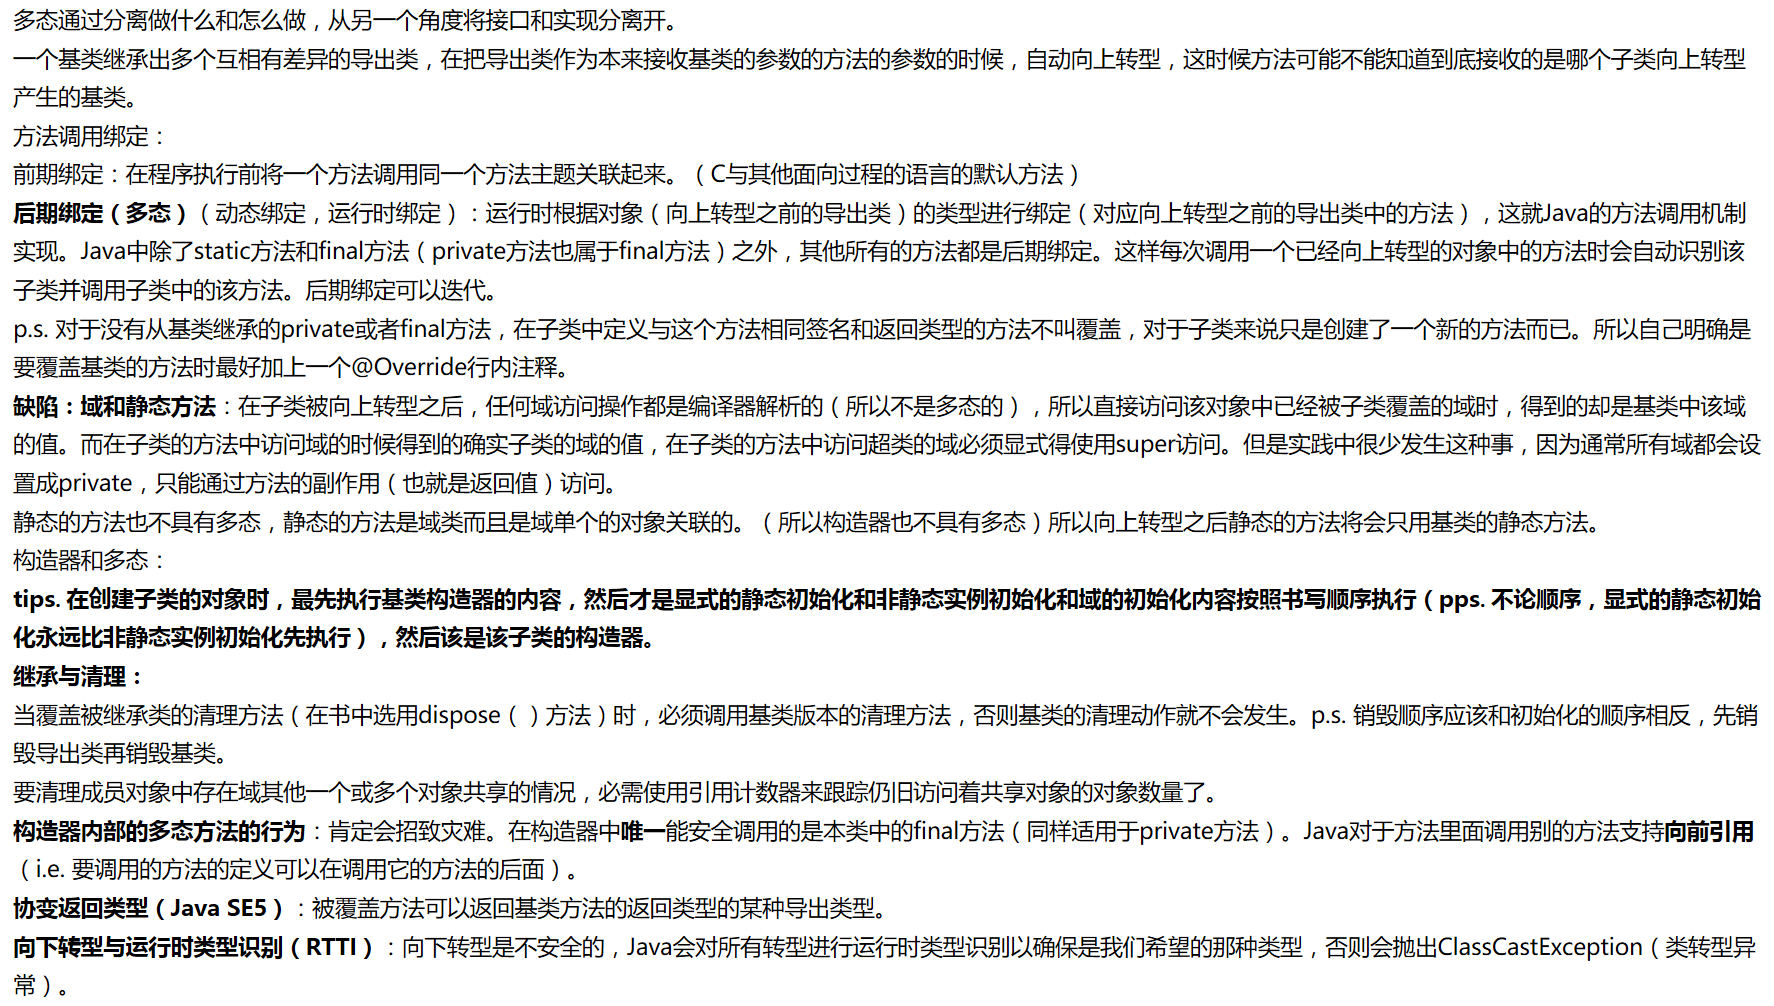 多态通过分离做什么和怎么做，从另一个角度将接口和实现分离开。
一个基类继承出多个互相有差异的导出类，在把导出类作为本来接收基类的参数的方法的参数的时候，自动向上转型，这时候方法可能不能知道到底接收的是哪个子类向上转型
产生的基类。
方法调用绑定：
前期绑定：在程序执行前将一个方法调用同一个方法主题关联起来。（C与其他面向过程的语言的默认方法）
后期绑定（多态）（动态绑定，运行时绑定）：运行时根据对象（向上转型之前的导出类）的类型进行绑定（对应向上转型之前的导出类中的方法），这就Java的方法调用机制
实现。Java中除了static方法和final方法（private方法也属于final方法）之外，其他所有的方法都是后期绑定。这样每次调用一个已经向上转型的对象中的方法时会自动识别该
子类并调用子类中的该方法。后期绑定可以迭代。
p.s. 对于没有从基类继承的private或者final方法，在子类中定义与这个方法相同签名和返回类型的方法不叫覆盖，对于子类来说只是创建了一个新的方法而已。所以自己明确是
要覆盖基类的方法时最好加上一个@Override行内注释。
缺陷：域和静态方法：在子类被向上转型之后，任何域访问操作都是编译器解析的（所以不是多态的），所以直接访问该对象中已经被子类覆盖的域时，得到的却是基类中该域
的值。而在子类的方法中访问域的时候得到的确实子类的域的值，在子类的方法中访问超类的域必须显式得使用super访问。但是实践中很少发生这种事，因为通常所有域都会设
置成private，只能通过方法的副作用（也就是返回值）访问。
静态的方法也不具有多态，静态的方法是域类而且是域单个的对象关联的。（所以构造器也不具有多态）所以向上转型之后静态的方法将会只用基类的静态方法。
构造器和多态：
tips. 在创建子类的对象时，最先执行基类构造器的内容，然后才是显式的静态初始化和非静态实例初始化和域的初始化内容按照书写顺序执行（pps. 不论顺序，显式的静态初始
化永远比非静态实例初始化先执行），然后该是该子类的构造器。
继承与清理：
当覆盖被继承类的清理方法（在书中选用dispose（）方法）时，必须调用基类版本的清理方法，否则基类的清理动作就不会发生。p.s. 销毁顺序应该和初始化的顺序相反，先销
毁导出类再销毁基类。
要清理成员对象中存在域其他一个或多个对象共享的情况，必需使用引用计数器来跟踪仍旧访问着共享对象的对象数量了。
构造器内部的多态方法的行为：肯定会招致灾难。在构造器中唯一能安全调用的是本类中的final方法（同样适用于private方法）。Java对于方法里面调用别的方法支持向前引用
（i.e. 要调用的方法的定义可以在调用它的方法的后面）。
协变返回类型（Java SE5）：被覆盖方法可以返回基类方法的返回类型的某种导出类型。
向下转型与运行时类型识别（RTTI）：向下转型是不安全的，Java会对所有转型进行运行时类型识别以确保是我们希望的那种类型，否则会抛出ClassCastException（类转型异
常）。